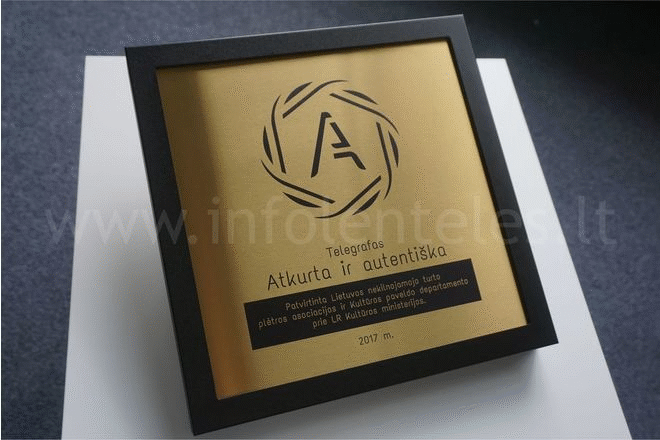 A
www.infolenteles.lt
Telegrafas
Atkurta ir autentiška
Patvirtinta Lietuvos nekilnojamojo turto
plėtros asociacijos ir Kultūros paveldo departamento
prie LR Kultūros ministerijos.
2017 m.